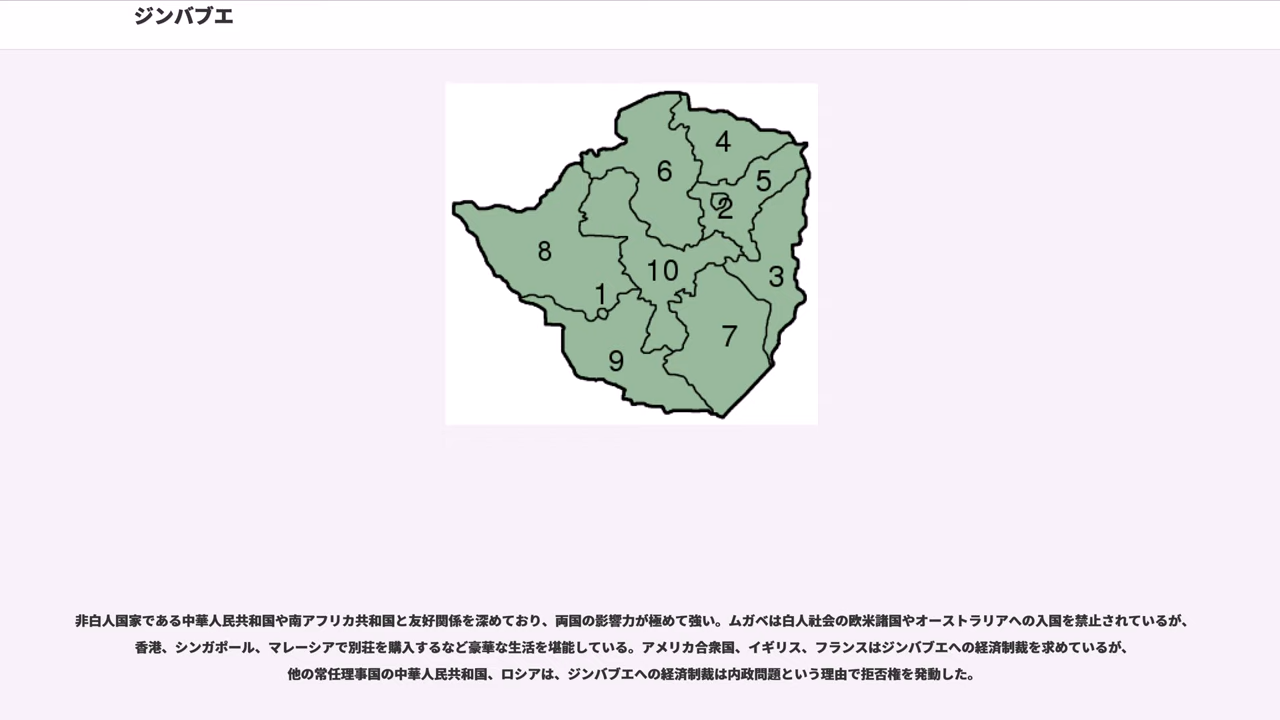 ジンバブエ
4
6
5
2
8
10
3
1
7
9
非白人国家である中華人民共和国や南アフリカ共和国と友好関係を深めており、両国の影響力が極めて強い。ムガベは白人社会の欧米諸国やオーストラリアへの入国を禁止されているが、
香港、シンガポール、マレーシアで別荘を購入するなど豪華な生活を堪能している。アメリカ合衆国、イギリス、フランスはジンバブエへの経済制裁を求めているが、
他の常任理事国の中華人民共和国、ロシアは、ジンバブエへの経済制裁は内政問題という理由で拒否権を発動した。